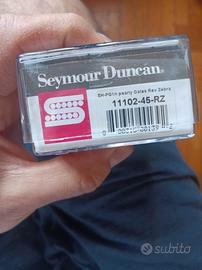 Seymour Duncan
SH-PG1n pearly Gates Rev Zebra
11102-45-RZ
subito